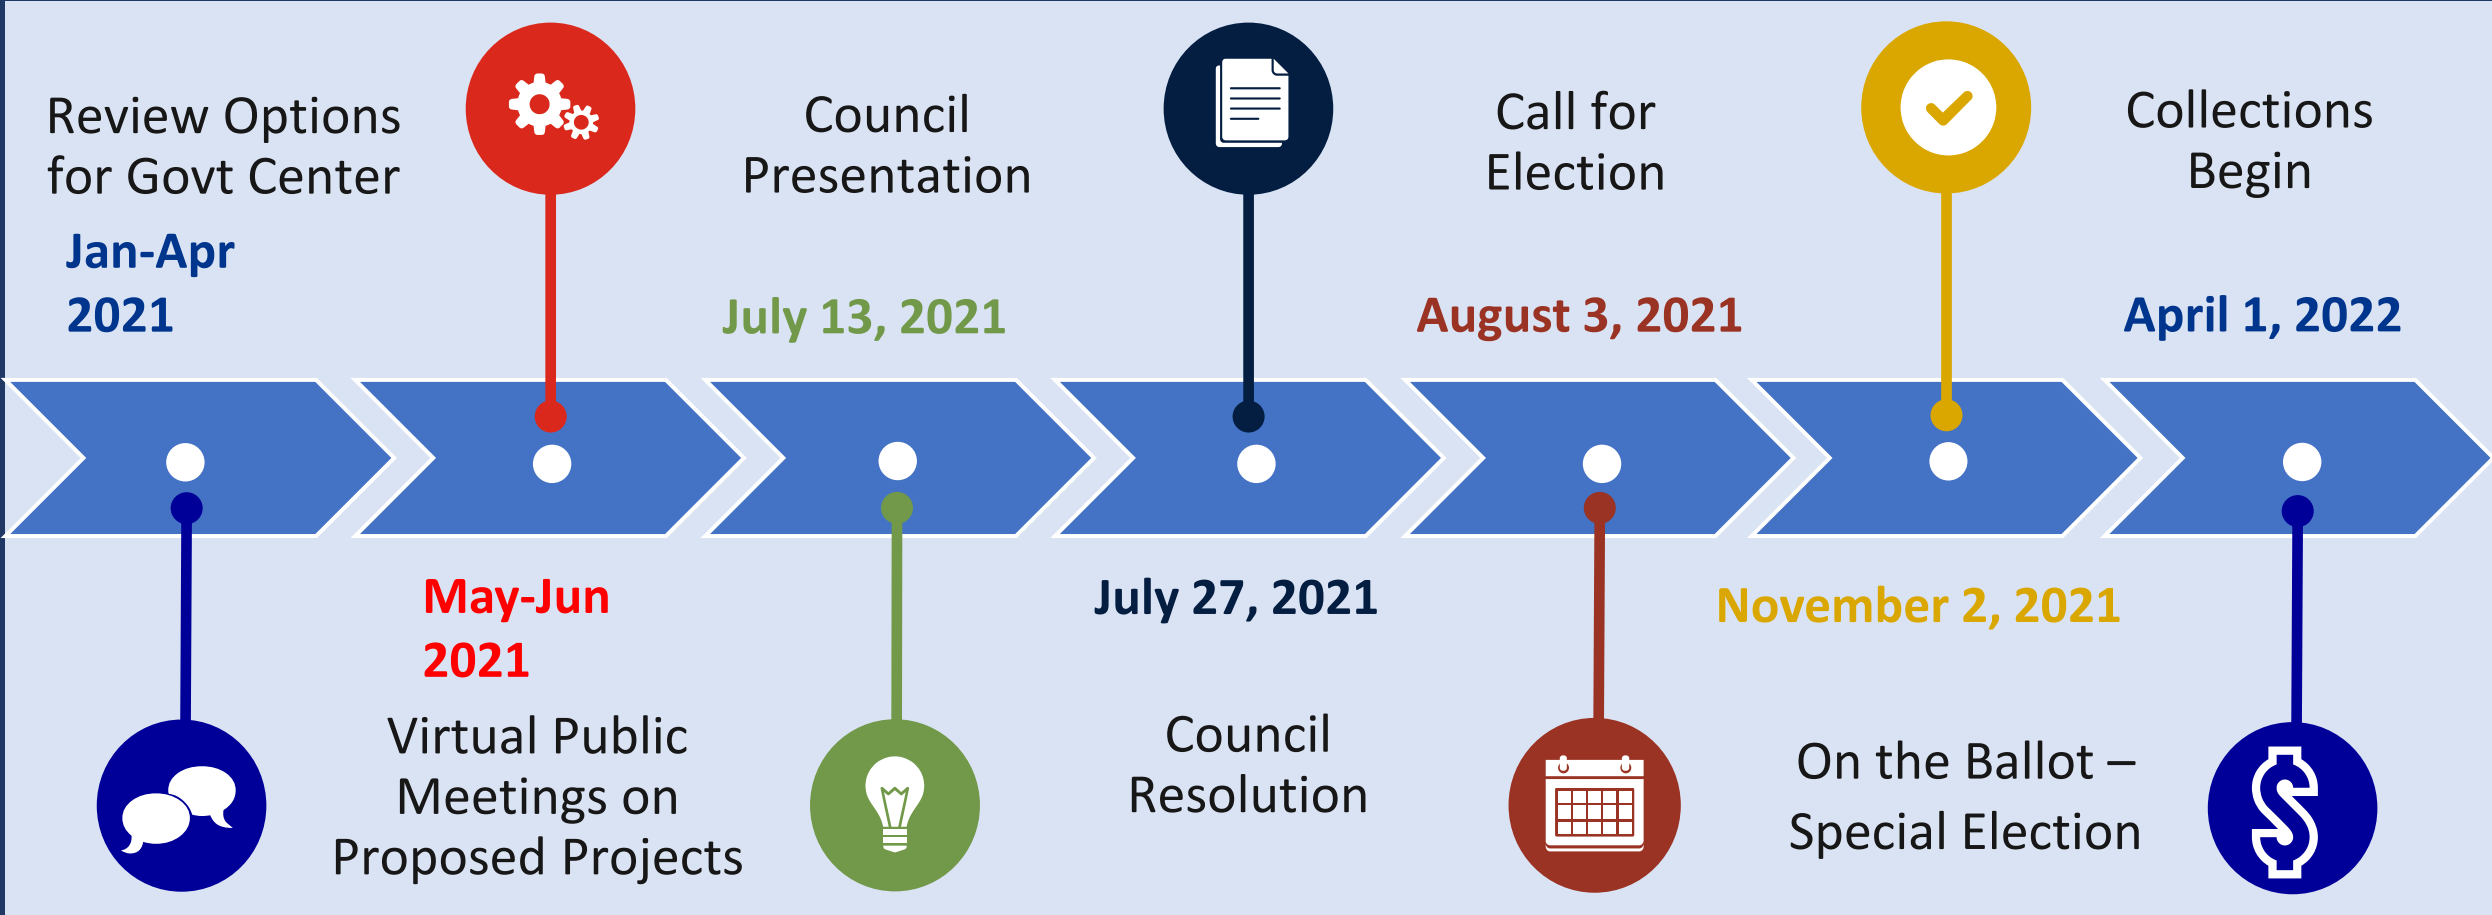 Review Options
for Govt Center
Jan-Apr
2021
May-Jun
2021
Virtual Public
Meetings on
Proposed Projects
Council
Presentation
July 13, 2021
July 27, 2021
Council
Resolution
Call for
Election
August 3, 2021
November 2, 2021
On the Ballot –
Special Election
Collections
Begin
April 1, 2022